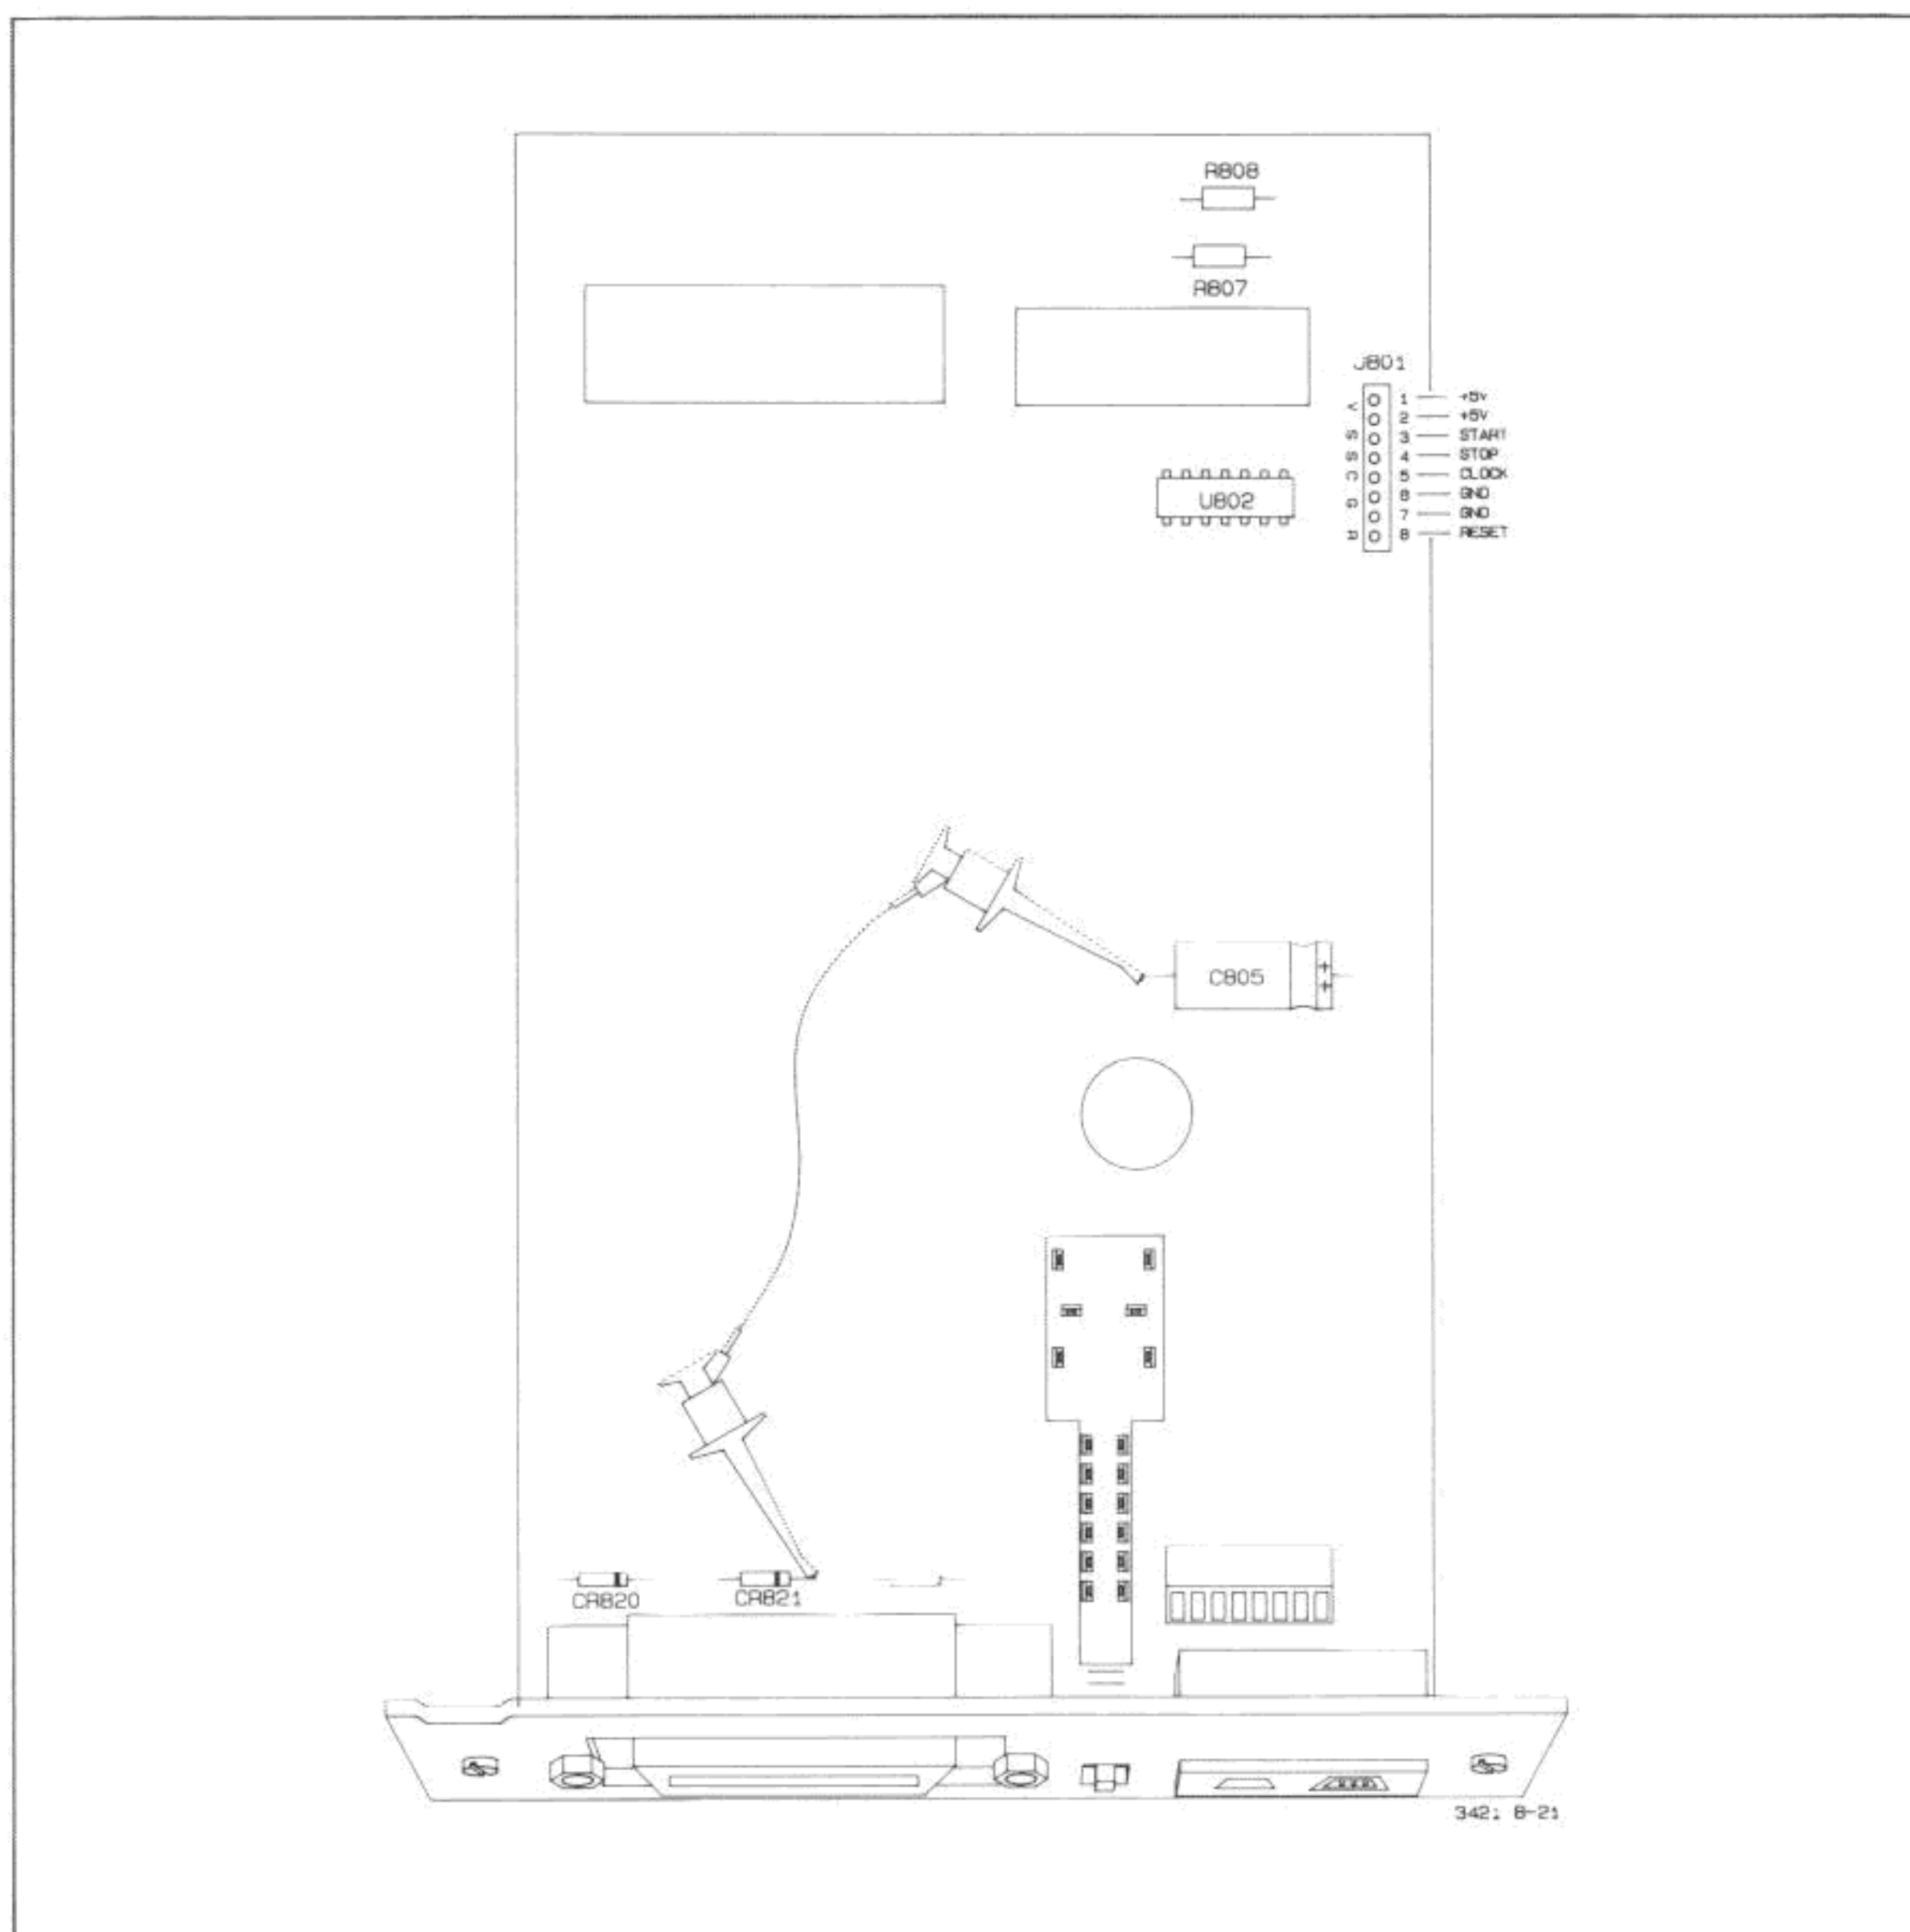 R808
R807
J801
V 1 +5V
2 +5V
S 3 START
S 4 STOP
C 5 CLOCK
G 6 GND
7 GND
R 8 RESET
U802
C805
++
CR820
CR821
3421 8-21